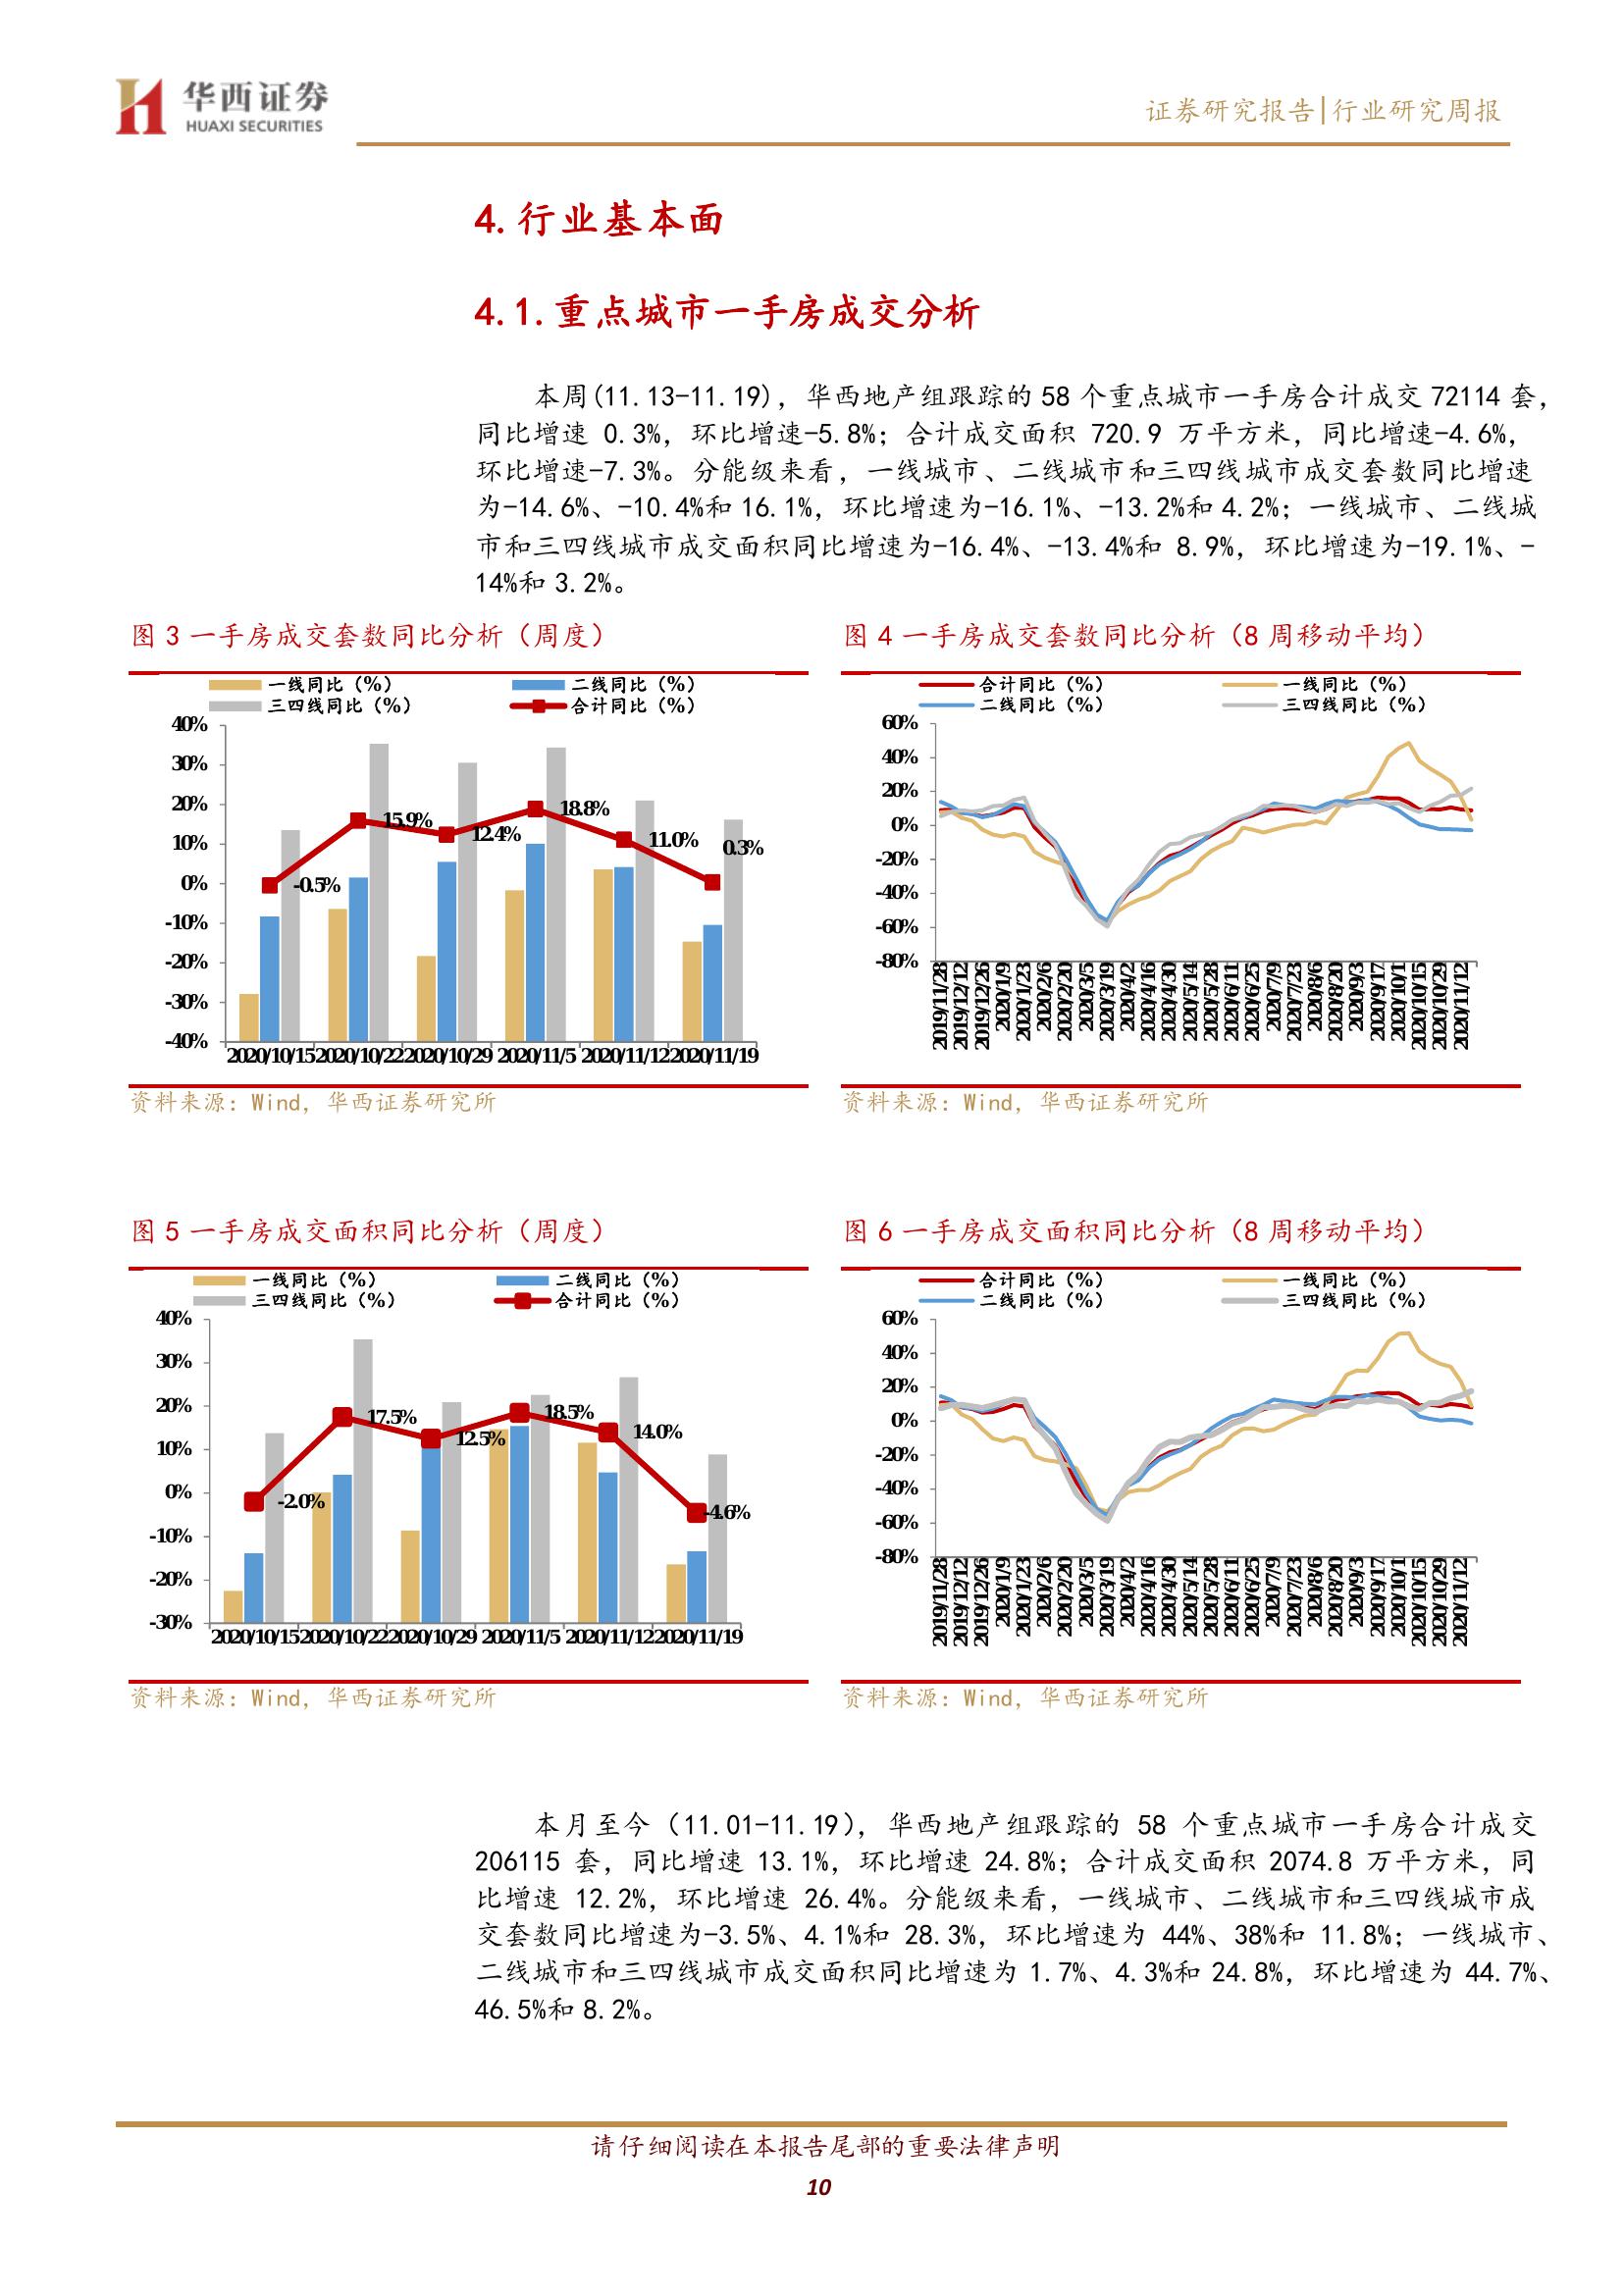 华西证券
HUAXI SECURITIES
证券研究报告|行业研究周报
4.行业基本面
4.1.重点城市一手房成交分析
本周(11.13-11.19)，华西地产组跟踪的 58 个重点城市一手房合计成交 72114 套，
同比增速 0.3%，环比增速-5.8%；合计成交面积 720.9 万平方米，同比增速-4.6%，
环比增速-7.3%。分能级来看，一线城市、二线城市和三四线城市成交套数同比增速
为-14.6%、-10.4%和 16.1%，环比增速为-16.1%、-13.2%和 4.2%；一线城市、二线城
市和三四线城市成交面积同比增速为-16.4%、-13.4%和 8.9%，环比增速为-19.1%、-
14%和 3.2%。
图 3 一手房成交套数同比分析（周度）
一线同比（%）
二线同比（%）
三四线同比（%）
合计同比（%）
40%
30%
20%
10%
0%
-10%
-20%
-30%
-40%
-0.5%
15.9%
12.4%
18.8%
11.0%
0.3%
2020/10/15
2020/10/22
2020/10/29
2020/11/5
2020/11/12
2020/11/19
资料来源：Wind，华西证券研究所
图 4 一手房成交套数同比分析（8 周移动平均）
合计同比（%）
一线同比（%）
二线同比（%）
三四线同比（%）
60%
40%
20%
0%
-20%
-40%
-60%
-80%
2019/11/28
2019/12/12
2019/12/26
2020/1/9
2020/1/23
2020/2/6
2020/2/20
2020/3/5
2020/3/19
2020/4/2
2020/4/16
2020/4/30
2020/5/14
2020/5/28
2020/6/11
2020/6/25
2020/7/9
2020/7/23
2020/8/6
2020/8/20
2020/9/3
2020/9/17
2020/10/1
2020/10/15
2020/10/29
2020/11/12
资料来源：Wind，华西证券研究所
图 5 一手房成交面积同比分析（周度）
一线同比（%）
二线同比（%）
三四线同比（%）
合计同比（%）
40%
30%
20%
10%
0%
-10%
-20%
-30%
-2.0%
17.5%
12.5%
18.5%
14.0%
-4.6%
2020/10/15
2020/10/22
2020/10/29
2020/11/5
2020/11/12
2020/11/19
资料来源：Wind，华西证券研究所
图 6 一手房成交面积同比分析（8 周移动平均）
合计同比（%）
一线同比（%）
二线同比（%）
三四线同比（%）
60%
40%
20%
0%
-20%
-40%
-60%
-80%
2019/11/28
2019/12/12
2019/12/26
2020/1/9
2020/1/23
2020/2/6
2020/2/20
2020/3/5
2020/3/19
2020/4/2
2020/4/16
2020/4/30
2020/5/14
2020/5/28
2020/6/11
2020/6/25
2020/7/9
2020/7/23
2020/8/6
2020/8/20
2020/9/3
2020/9/17
2020/10/1
2020/10/15
2020/10/29
2020/11/12
资料来源：Wind，华西证券研究所
本月至今（11.01-11.19），华西地产组跟踪的 58 个重点城市一手房合计成交
206115 套，同比增速 13.1%，环比增速 24.8%；合计成交面积 2074.8 万平方米，同
比增速 12.2%，环比增速 26.4%。分能级来看，一线城市、二线城市和三四线城市成
交套数同比增速为-3.5%、4.1%和 28.3%，环比增速为 44%、38%和 11.8%；一线城市、
二线城市和三四线城市成交面积同比增速为 1.7%、4.3%和 24.8%，环比增速为 44.7%、
46.5%和 8.2%。
请仔细阅读在本报告尾部的重要法律声明
10